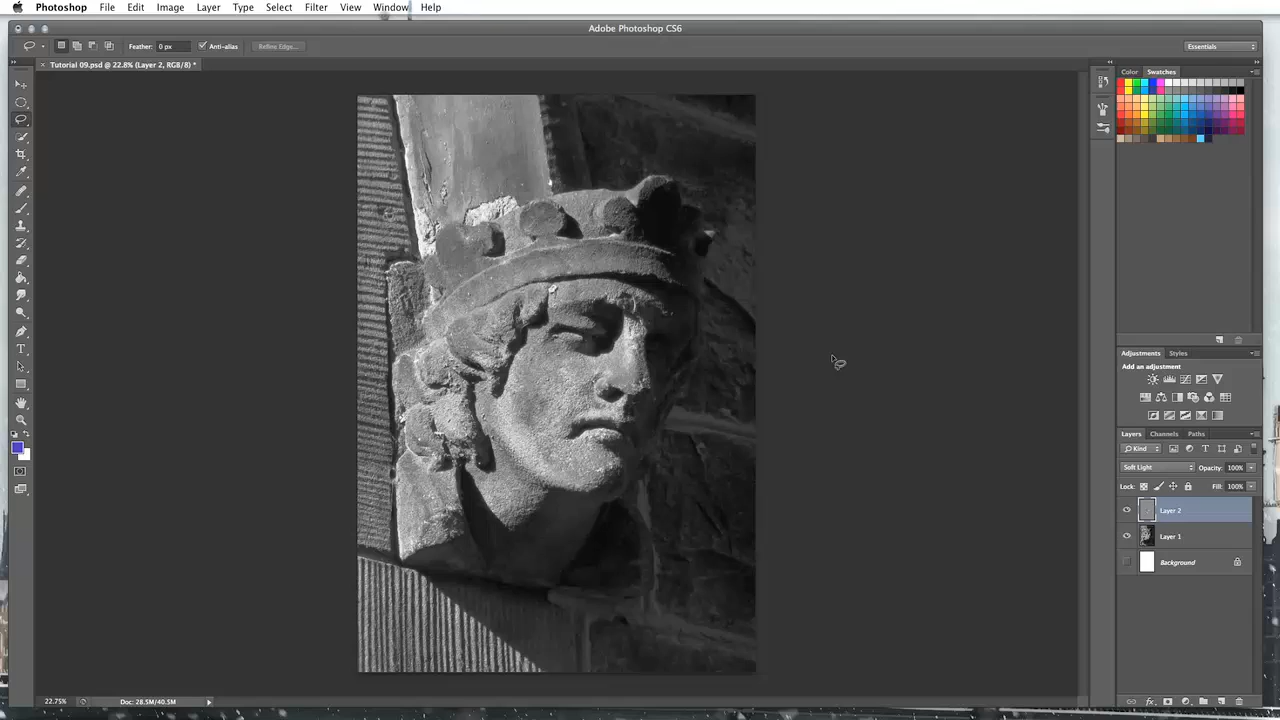 Photoshop File Edit Image Layer Type Select Filter View Window Help
Adobe Photoshop CS6
Feather: 0 px Anti-alias Refine Edge... Essentials
Tutorial 09.psd @ 22.8% (Layer 2, RGB/8) *
Color Swatches
Adjustments Styles
Add an adjustment
Layers Channels Paths
Kind
Soft Light Opacity: 100%
Lock: Fill: 100%
Layer 2
Layer 1
Background
22.75% Doc: 28.5M/40.5M